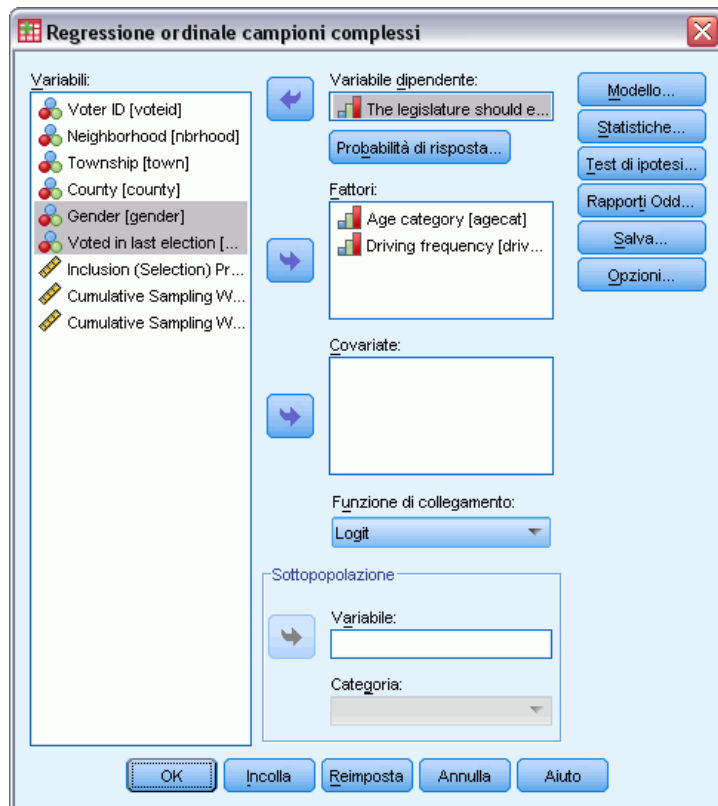 Regressione ordinale campioni complessi
Variabili:
Voter ID [voteid]
Neighborhood [nbrhood]
Township [town]
County [county]
Gender [gender]
Voted in last election [...
Inclusion (Selection) Pr...
Cumulative Sampling W...
Cumulative Sampling W...
Variabile dipendente:
The legislature should e...
Probabilità di risposta...
Fattori:
Age category [agecat]
Driving frequency [driv...
Covariate:
Funzione di collegamento:
Logit
Sottopopolazione
Variabile:
Categoria:
Modello...
Statistiche...
Test di ipotesi...
Rapporti Odd...
Salva...
Opzioni...
OK
Incolla
Reimposta
Annulla
Aiuto